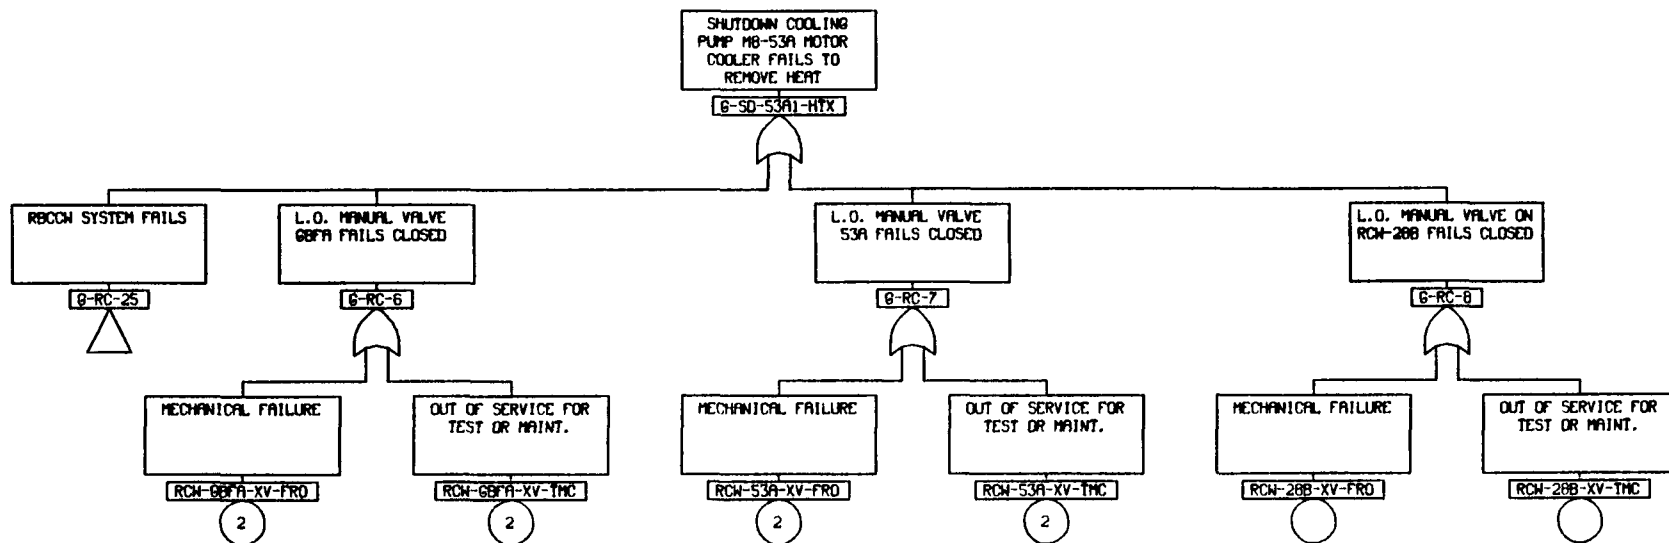 SHUTDOWN COOLING
PUMP M8-53A MOTOR
COOLER FAILS TO
REMOVE HEAT
G-SD-53A1-HTX
RBCCW SYSTEM FAILS
G-RC-25
L.O. MANUAL VALVE
GBFA FAILS CLOSED
G-RC-6
L.O. MANUAL VALVE
53A FAILS CLOSED
G-RC-7
L.O. MANUAL VALVE ON
RCW-28B FAILS CLOSED
G-RC-8
MECHANICAL FAILURE
RCW-GBFA-XV-FRO
2
OUT OF SERVICE FOR
TEST OR MAINT.
RCW-GBFA-XV-TMC
2
MECHANICAL FAILURE
RCW-53A-XV-FRO
2
OUT OF SERVICE FOR
TEST OR MAINT.
RCW-53A-XV-TMC
2
MECHANICAL FAILURE
RCW-28B-XV-FRO
OUT OF SERVICE FOR
TEST OR MAINT.
RCW-28B-XV-TMC